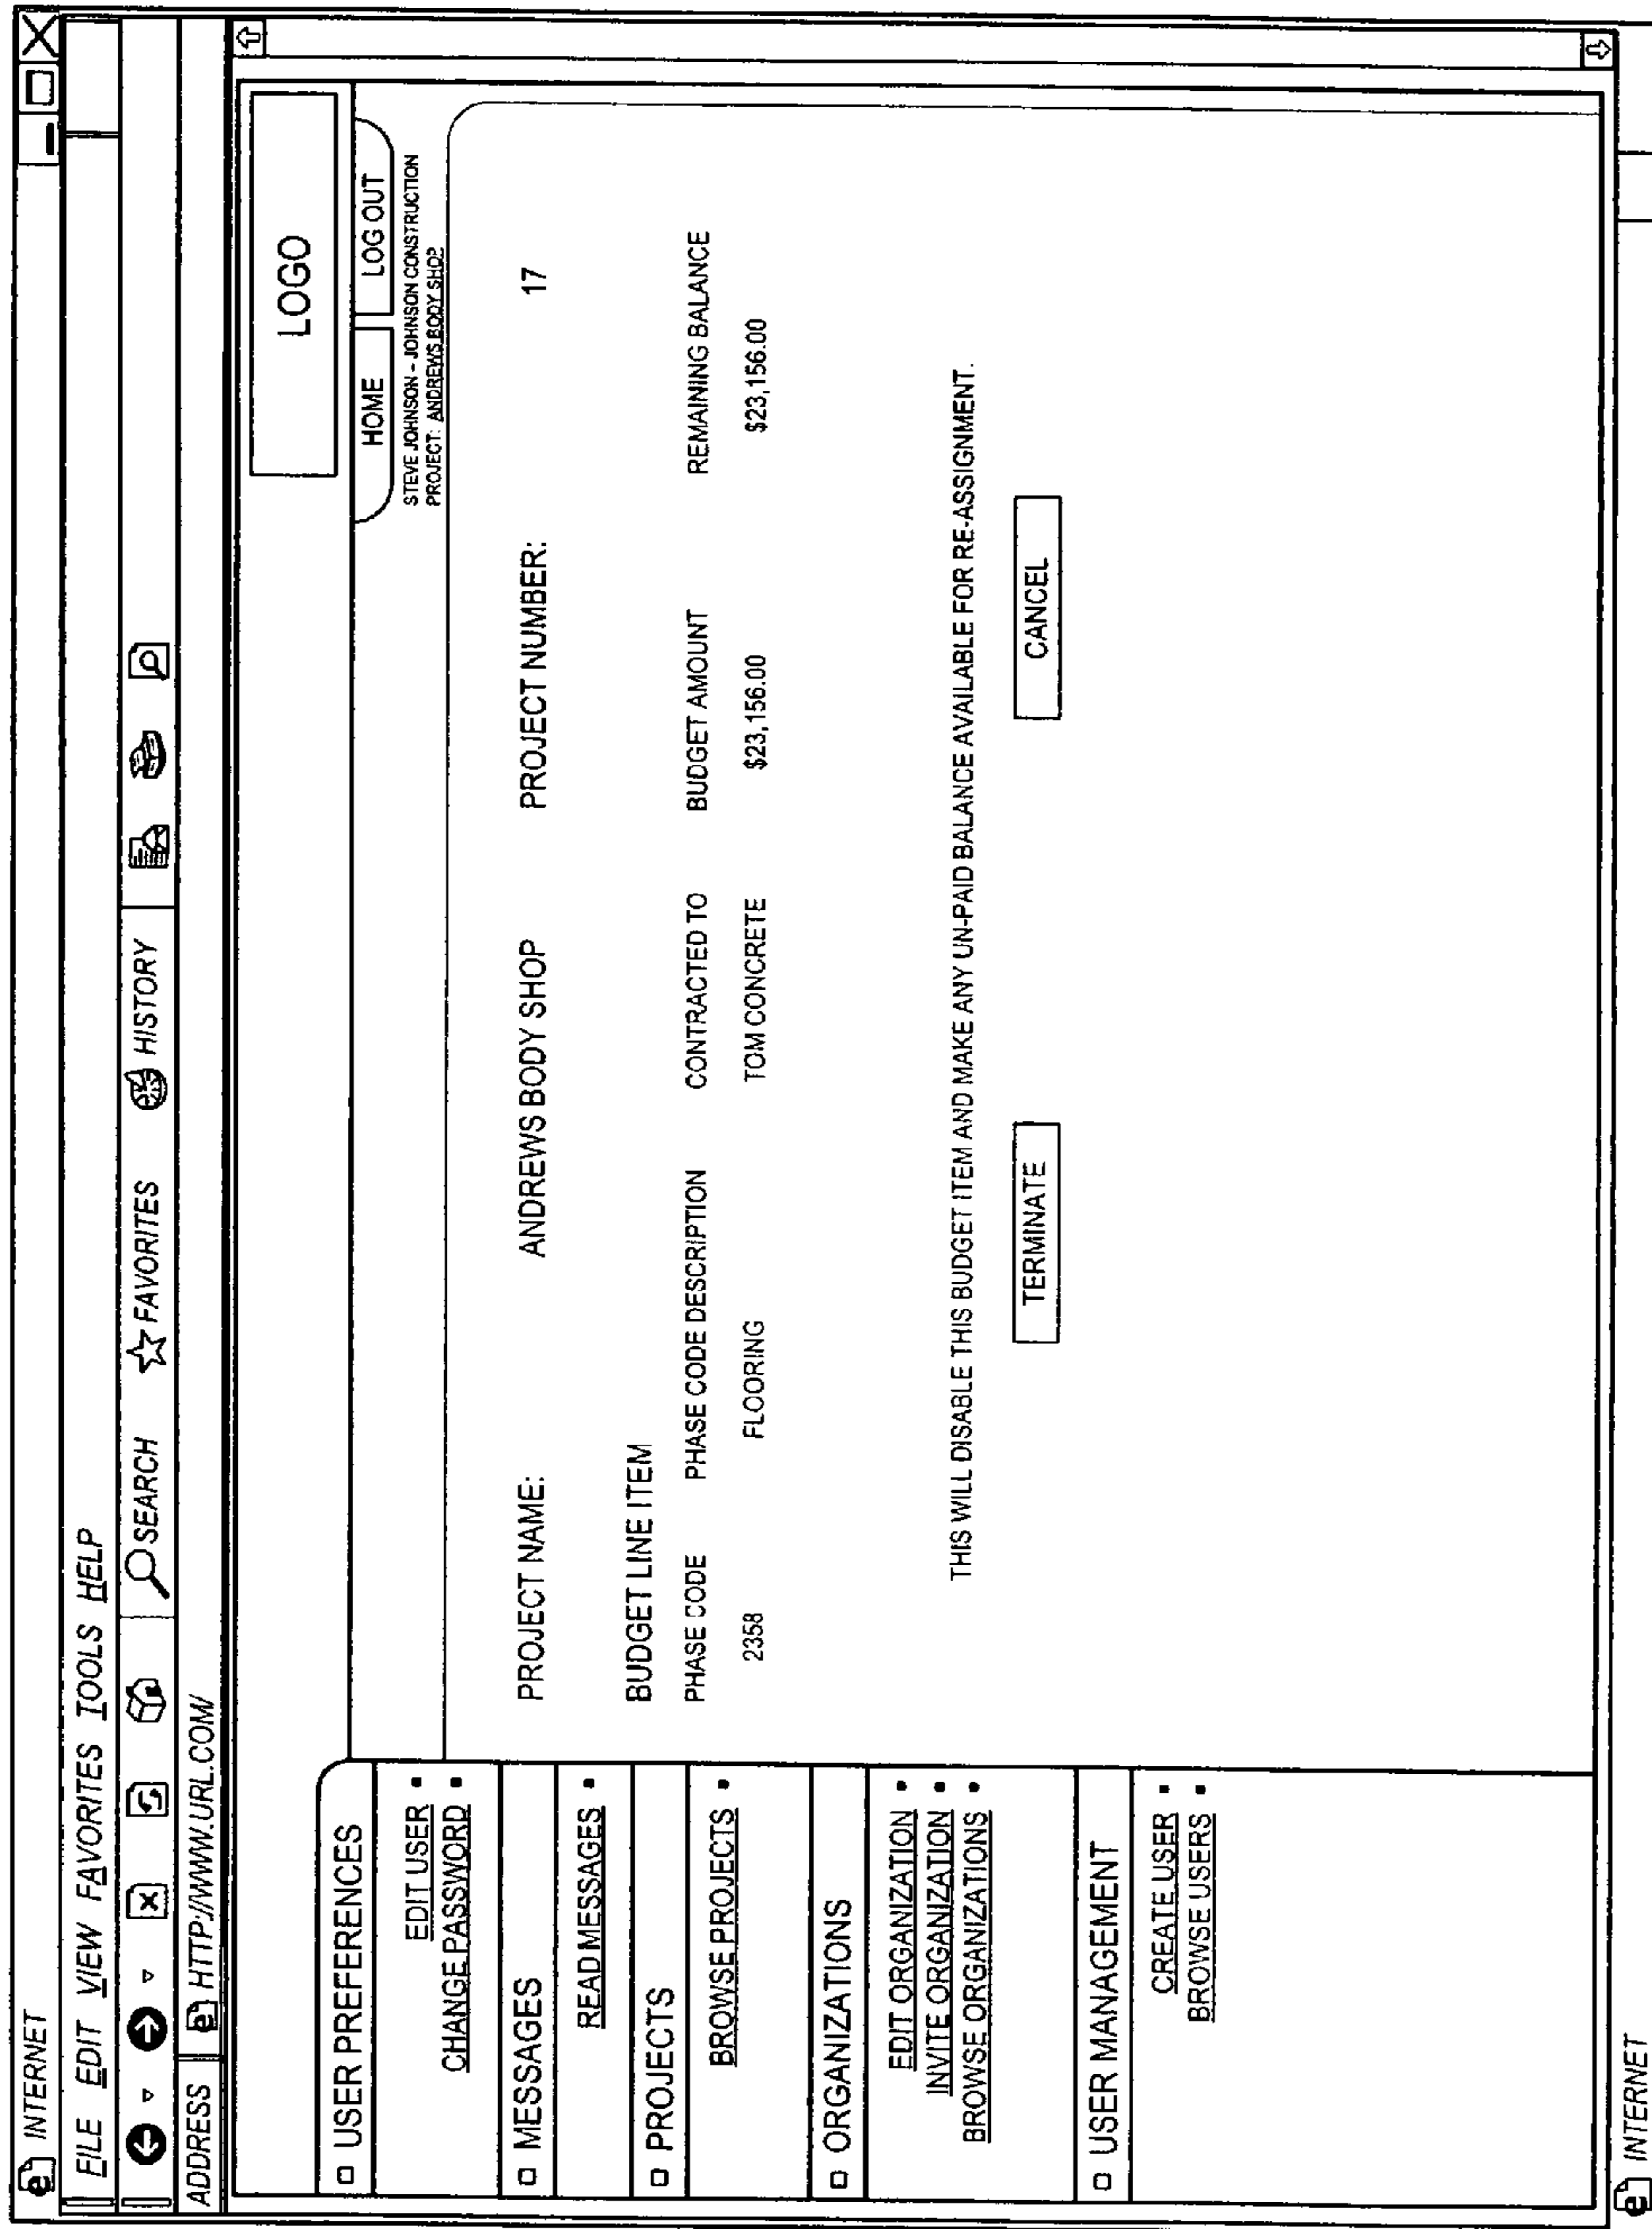 INTERNET
FILE EDIT VIEW FAVORITES TOOLS HELP
SEARCH FAVORITES HISTORY
ADDRESS HTTP://WWW.URL.COM/
LOGO
HOME LOG OUT
STEVE JOHNSON - JOHNSON CONSTRUCTION
PROJECT: ANDREWS BODY SHOP
USER PREFERENCES
EDIT USER
CHANGE PASSWORD
MESSAGES
READ MESSAGES
PROJECTS
BROWSE PROJECTS
ORGANIZATIONS
EDIT ORGANIZATION
INVITE ORGANIZATION
BROWSE ORGANIZATIONS
USER MANAGEMENT
CREATE USER
BROWSE USERS
PROJECT NAME: ANDREWS BODY SHOP PROJECT NUMBER: 17
BUDGET LINE ITEM
PHASE CODE PHASE CODE DESCRIPTION CONTRACTED TO BUDGET AMOUNT REMAINING BALANCE
2358 FLOORING TOM CONCRETE $23,156.00 $23,156.00
THIS WILL DISABLE THIS BUDGET ITEM AND MAKE ANY UN-PAID BALANCE AVAILABLE FOR RE-ASSIGNMENT.
TERMINATE CANCEL
INTERNET